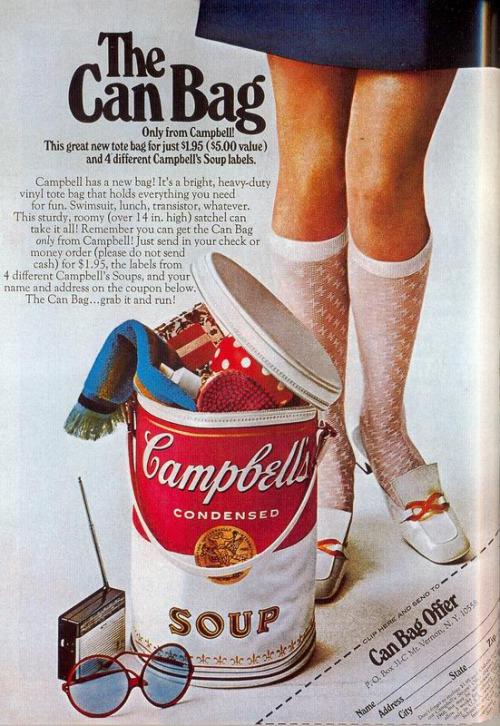 The
Can Bag
Only from Campbell!
This great new tote bag for just $1.95 ($5.00 value)
and 4 different Campbell's Soup labels.
Campbell has a new bag! It's a bright, heavy-duty
vinyl tote bag that holds everything you need
for fun. Swimsuit, lunch, transistor, whatever.
This sturdy, roomy (over 14 in. high) satchel can
take it all! Remember you can get the Can Bag
only from Campbell! Just send in your check or
money order (please do not send
cash) for $1.95, the labels from
4 different Campbell's Soups, and your
name and address on the coupon below.
The Can Bag...grab it and run!
Campbell's
CONDENSED
SOUP
CLIP HERE AND SEND TO
Can Bag Offer
P.O. Box 31-C Mt. Vernon, N.Y. 10558
Name
Address
City
State